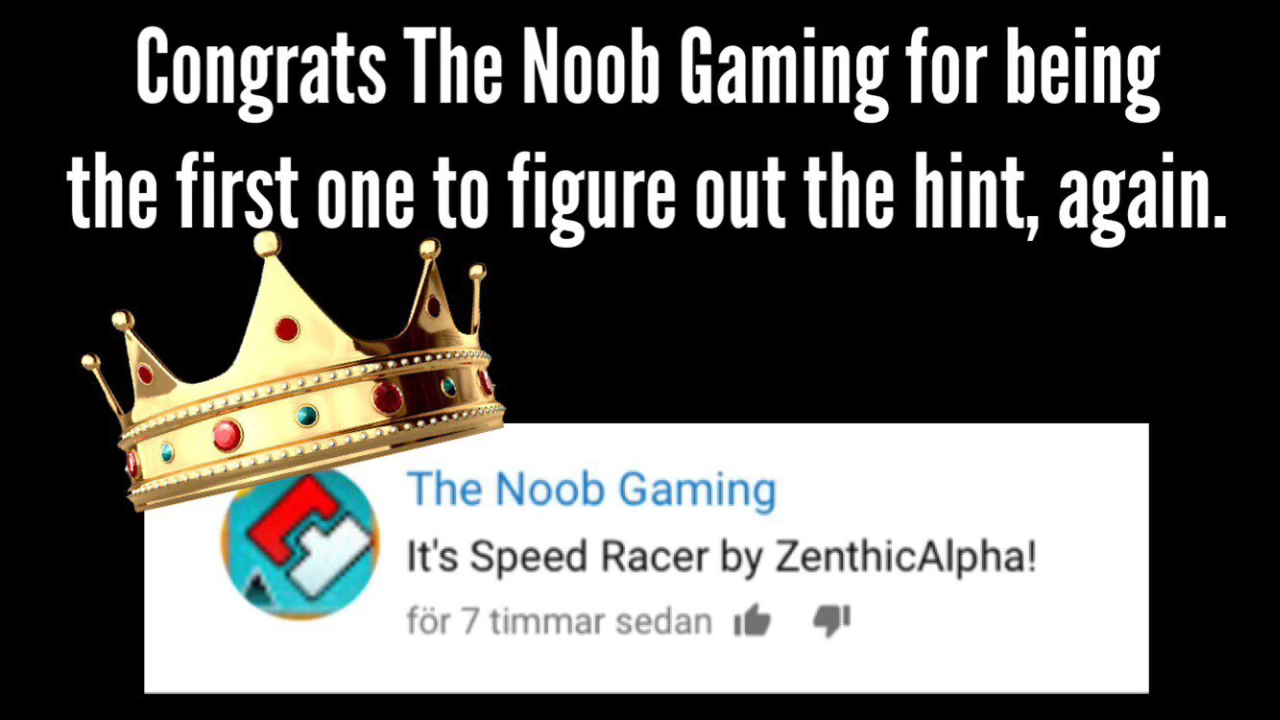 Congrats The Noob Gaming for being
the first one to figure out the hint, again.
The Noob Gaming
It's Speed Racer by ZenthicAlpha!
för 7 timmar sedan